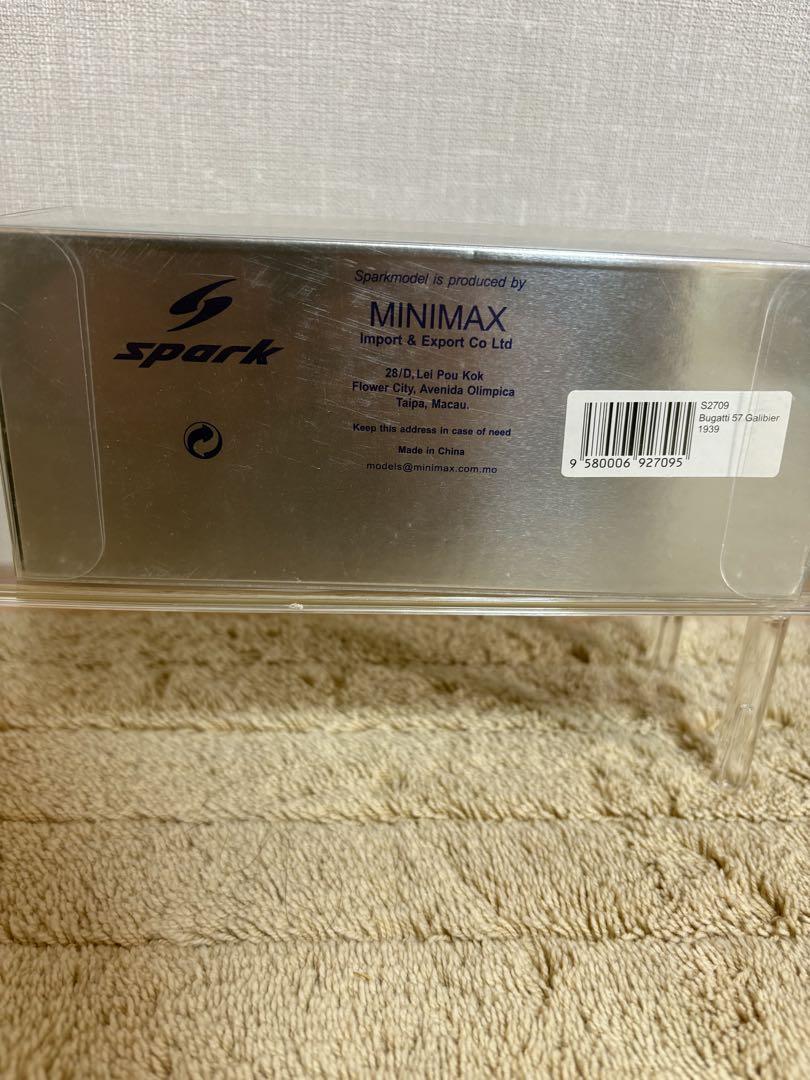 spark
Sparkmodel is produced by
MINIMAX
Import & Export Co Ltd
28/D, Lei Pou Kok
Flower City, Avenida Olimpica
Taipa, Macau.
Keep this address in case of need
Made in China
models@minimax.com.mo
S2709
Bugatti 57 Galibier
1939
9 580006 927095